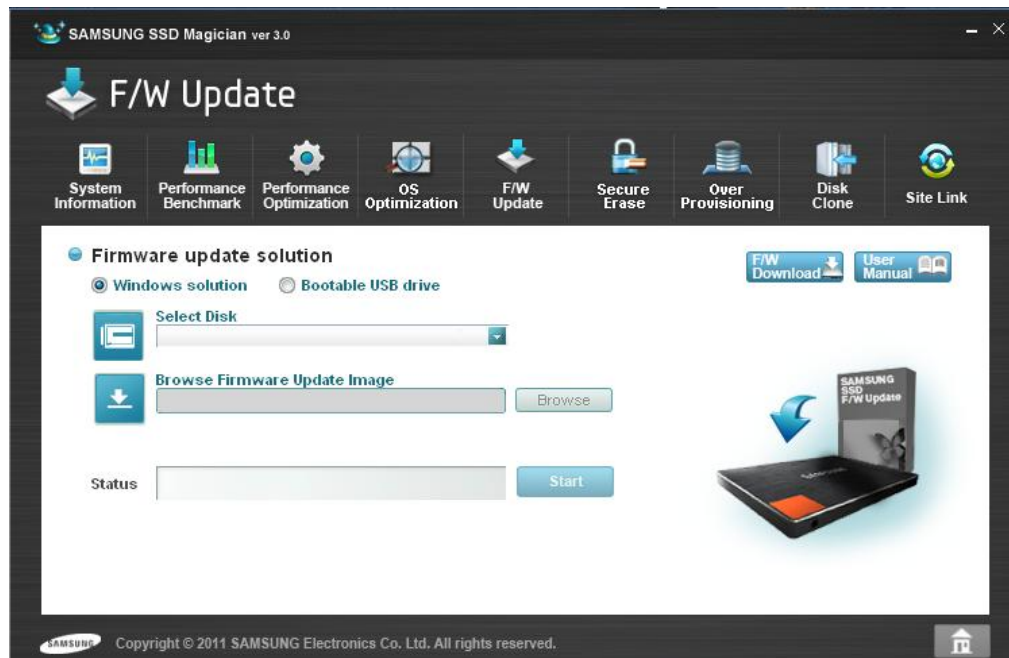 SAMSUNG SSD Magician ver 3.0
F/W Update
System Information
Performance Benchmark
Performance Optimization
OS Optimization
F/W Update
Secure Erase
Over Provisioning
Disk Clone
Site Link
Firmware update solution
F/W Download
User Manual
Windows solution
Bootable USB drive
Select Disk
Browse Firmware Update Image
Browse
SAMSUNG
SSD
F/W Update
SAMSUNG
Status
Start
SAMSUNG
Copyright © 2011 SAMSUNG Electronics Co. Ltd. All rights reserved.